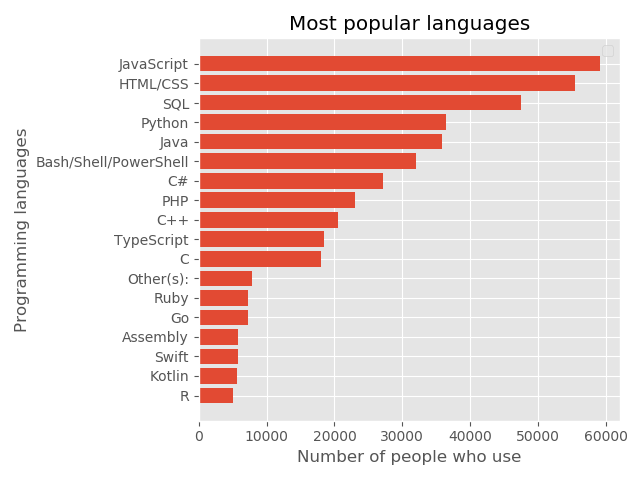 Most popular languages
JavaScript
HTML/CSS
SQL
Python
Java
Bash/Shell/PowerShell
C#
PHP
C++
TypeScript
C
Other(s):
Ruby
Go
Assembly
Swift
Kotlin
R
Programming languages
0 10000 20000 30000 40000 50000 60000
Number of people who use